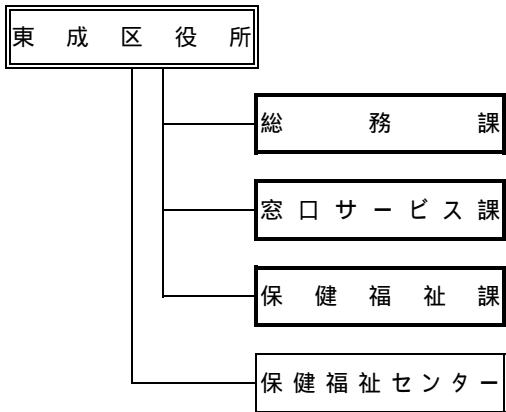 東成区役所
総務課
窓口サービス課
保健福祉課
保健福祉センター